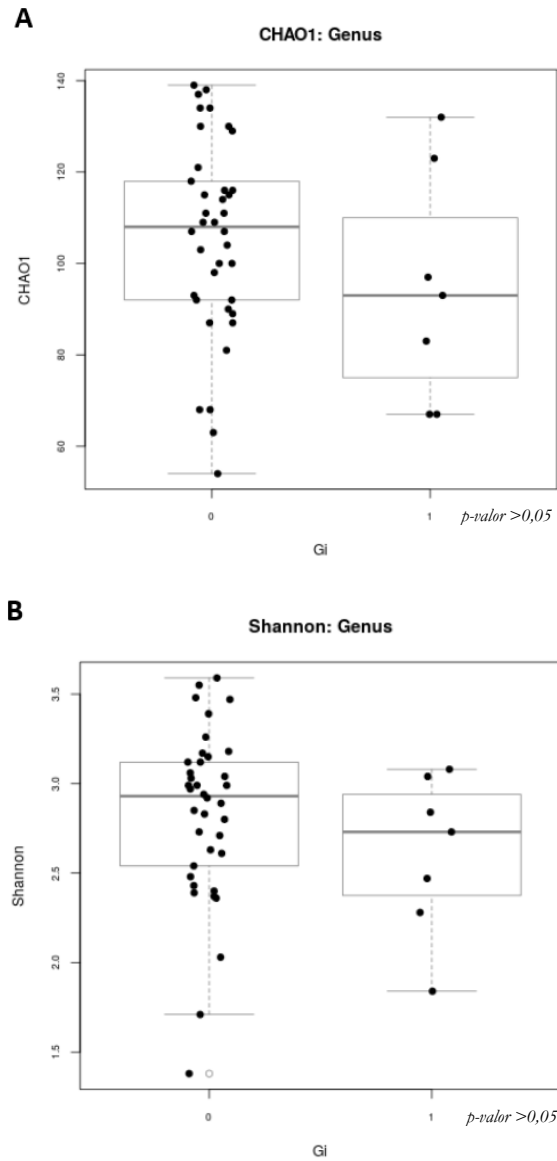 A
CHAO1: Genus
140
120
100
80
60
CHAO1
0
1
p-valor >0,05
Gi
B
Shannon: Genus
3.5
3.0
2.5
2.0
1.5
Shannon
0
1
p-valor >0,05
Gi